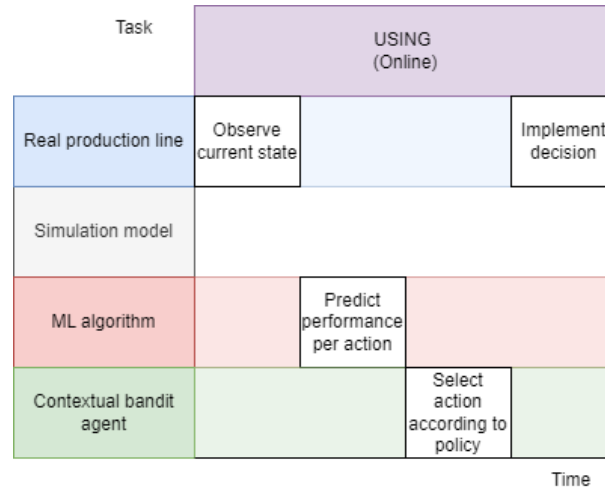 Task
USING
(Online)
Real production line
Observe
current state
Implement
decision
Simulation model
ML algorithm
Predict
performance
per action
Contextual bandit
agent
Select
action
according to
policy
Time